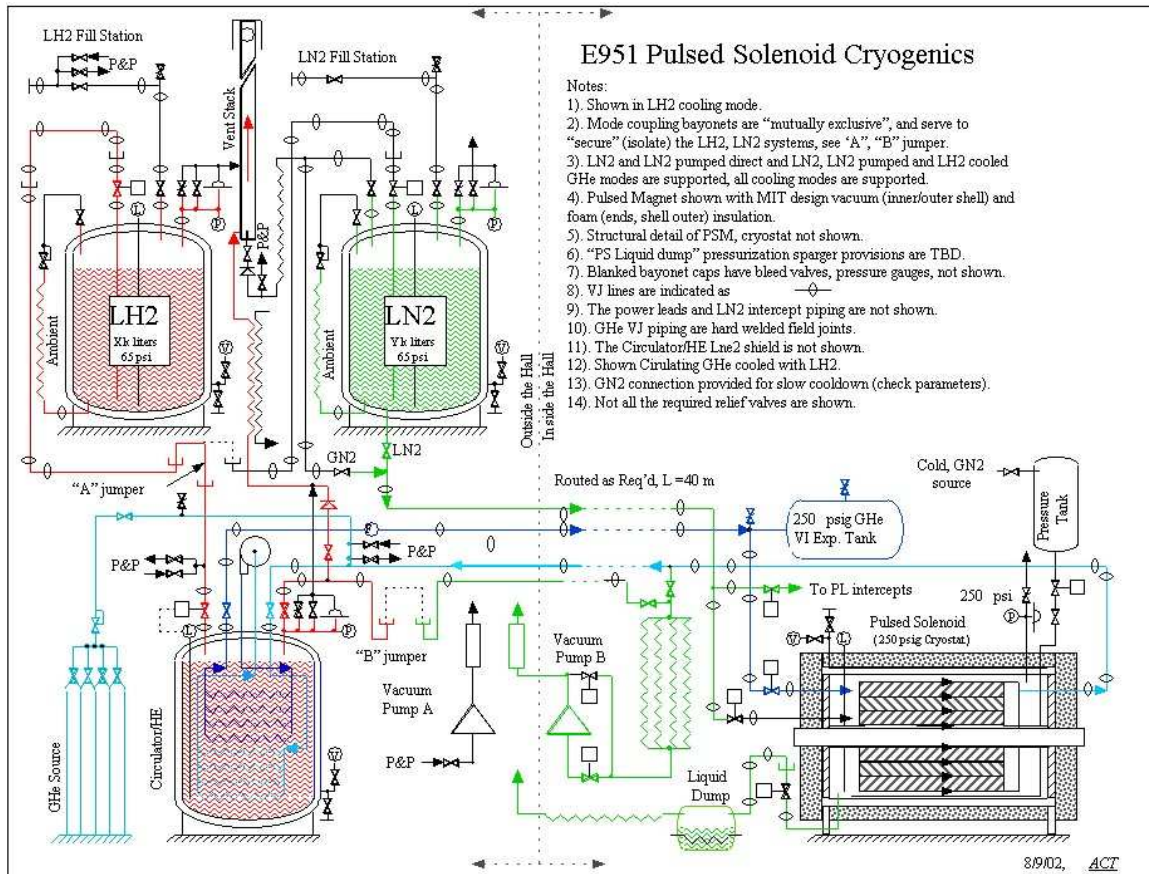 LH2 Fill Station
P&P
LN2 Fill Station
Vent Stack
P&P
E951 Pulsed Solenoid Cryogenics
Notes:
1). Shown in LH2 cooling mode.
2). Mode coupling bayonets are “mutually exclusive”, and serve to
“secure” (isolate) the LH2, LN2 systems, see ‘A”, “B” jumper.
3). LN2 and LN2 pumped direct and LN2, LN2 pumped and LH2 cooled
GHe modes are supported, all cooling modes are supported.
4). Pulsed Magnet shown with MIT design vacuum (inner/outer shell) and
foam (ends, shell outer) insulation.
5). Structural detail of PSM, cryostat not shown.
6). “PS Liquid dump” pressurization sparger provisions are TBD.
7). Blanked bayonet caps have bleed valves, pressure gauges, not shown.
8). VJ lines are indicated as
9). The power leads and LN2 intercept piping are not shown.
10). GHe VJ piping are hard welded field joints.
11). The Circulator/HE Lne2 shield is not shown.
12). Shown Cirulating GHe cooled with LH2.
13). GN2 connection provided for slow cooldown (check parameters).
14). Not all the required relief valves are shown.
L
P
L
P
LH2
Xk liters
65 psi
LN2
Yk liters
65 psi
Ambient
Ambient
V
V
Outside the Hall
Inside the Hall
LN2
GN2
“A” jumper
Routed as Req’d, L =40 m
Cold, GN2
source
Pressure
Tank
250 psig GHe
VI Exp. Tank
F
P&P
P&P
To PL intercepts
250 psi
P
Pulsed Solenoid
(250 psig Cryostat)
V
L
L
P
“B” jumper
Vacuum
Pump B
Vacuum
Pump A
P&P
GHe Source
Circulator/HE
V
Liquid
Dump
8/9/02, ACT